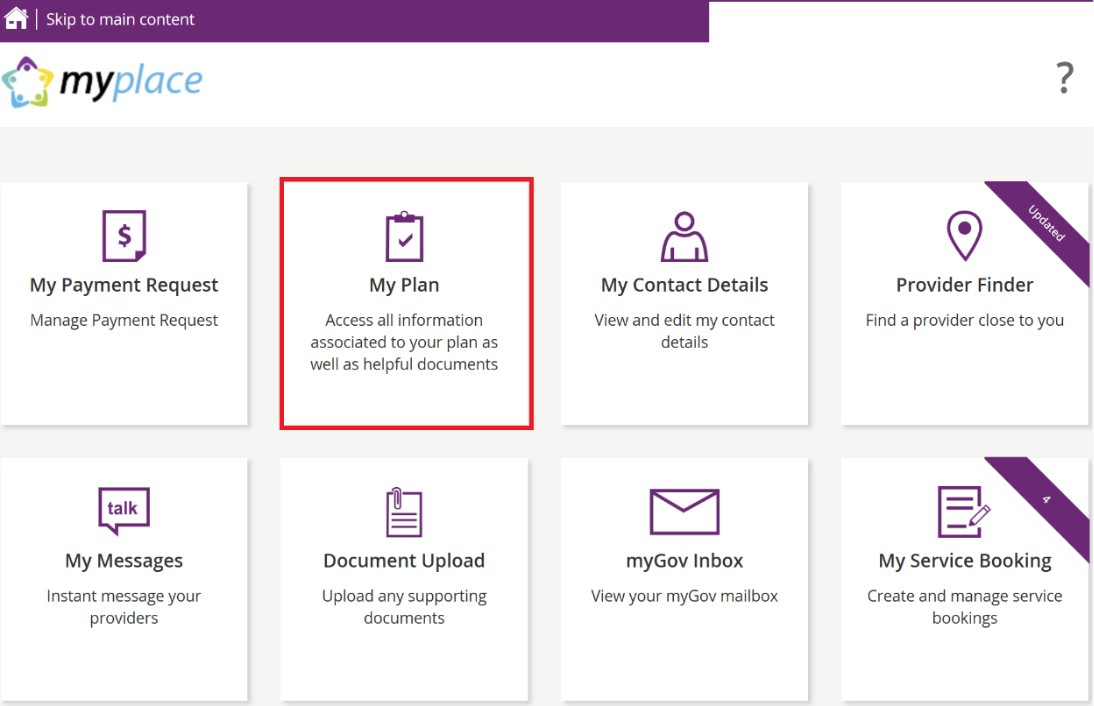 Skip to main content
myplace
?
$
My Payment Request
Manage Payment Request
My Plan
Access all information
associated to your plan as
well as helpful documents
My Contact Details
View and edit my contact
details
Updated
Provider Finder
Find a provider close to you
talk
My Messages
Instant message your
providers
Document Upload
Upload any supporting
documents
myGov Inbox
View your myGov mailbox
4
My Service Booking
Create and manage service
bookings